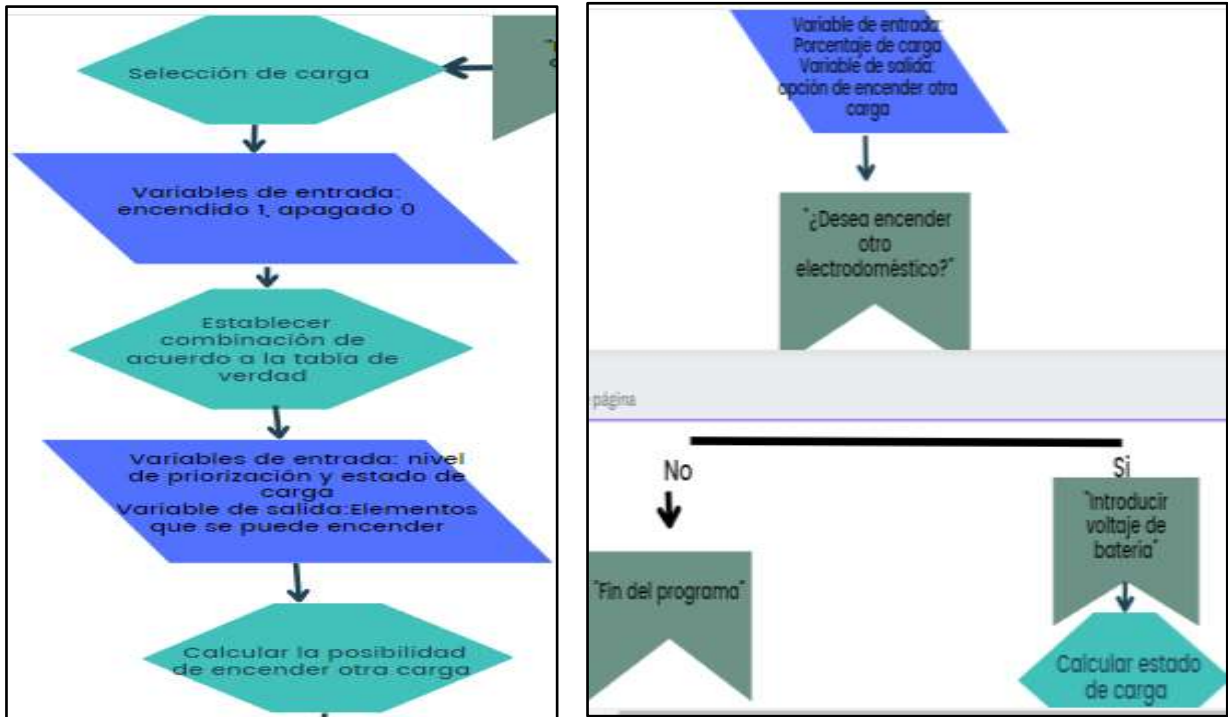 Selección de carga
Variables de entrada:
encendido 1, apagado 0
Establecer
combinación de
acuerdo a la tabla de
verdad
Variables de entrada: nivel
de priorización y estado de
carga
Variable de salida:Elementos
que se puede encender
Calcular la posibilidad
de encender otra carga
Variable de entrada:
Porcentaje de carga
Variable de salida:
opción de encender otra
carga
"¿Desea encender
otro
electrodoméstico?"
página
No
Si
"Introducir
voltaje de
bateria"
"Fin del programa"
Calcular estado
de carga